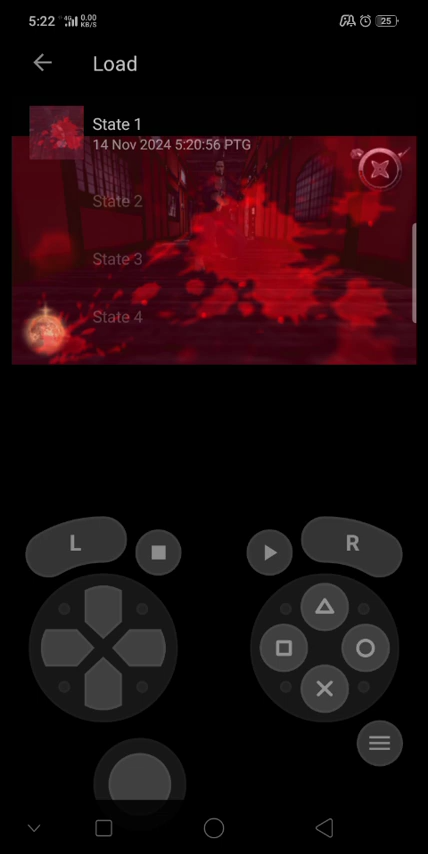 5:22 4G 0.00 KB/S 25
Load
State 1
14 Nov 2024 5:20:56 PTG
State 2
State 3
State 4
L R